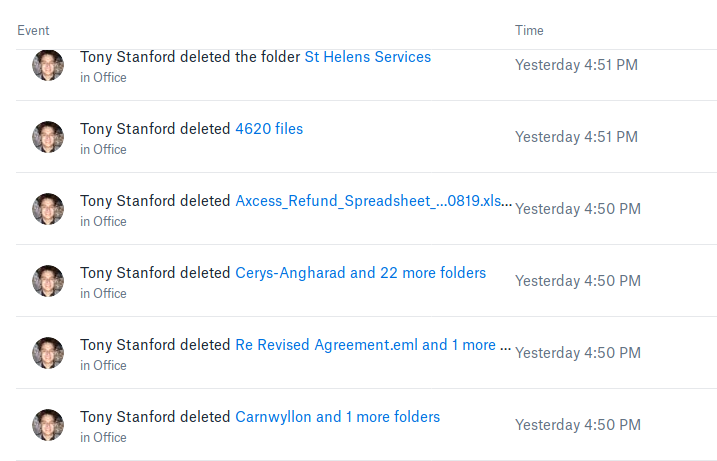 Event Time
Tony Stanford deleted the folder St Helens Services
in Office
Yesterday 4:51 PM
Tony Stanford deleted 4620 files
in Office
Yesterday 4:51 PM
Tony Stanford deleted Axcess_Refund_Spreadsheet_...0819.xls...
in Office
Yesterday 4:50 PM
Tony Stanford deleted Cerys-Angharad and 22 more folders
in Office
Yesterday 4:50 PM
Tony Stanford deleted Re Revised Agreement.eml and 1 more ...
in Office
Yesterday 4:50 PM
Tony Stanford deleted Carnwyllon and 1 more folders
in Office
Yesterday 4:50 PM